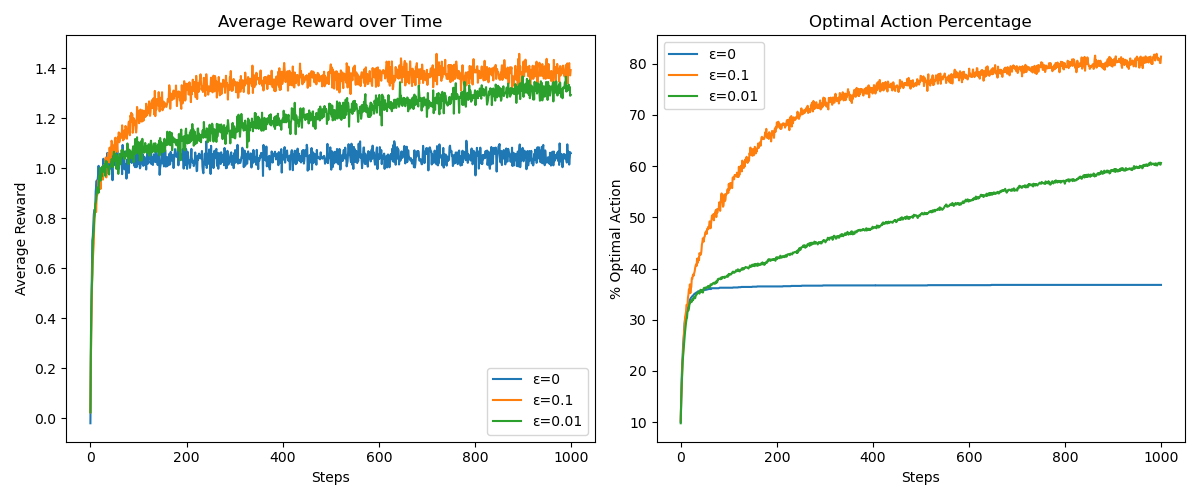 Average Reward over Time
Average Reward
1.4
1.2
1.0
0.8
0.6
0.4
0.2
0.0
0 200 400 600 800 1000
Steps
ε=0
ε=0.1
ε=0.01
Optimal Action Percentage
% Optimal Action
80
70
60
50
40
30
20
10
0 200 400 600 800 1000
Steps
ε=0
ε=0.1
ε=0.01